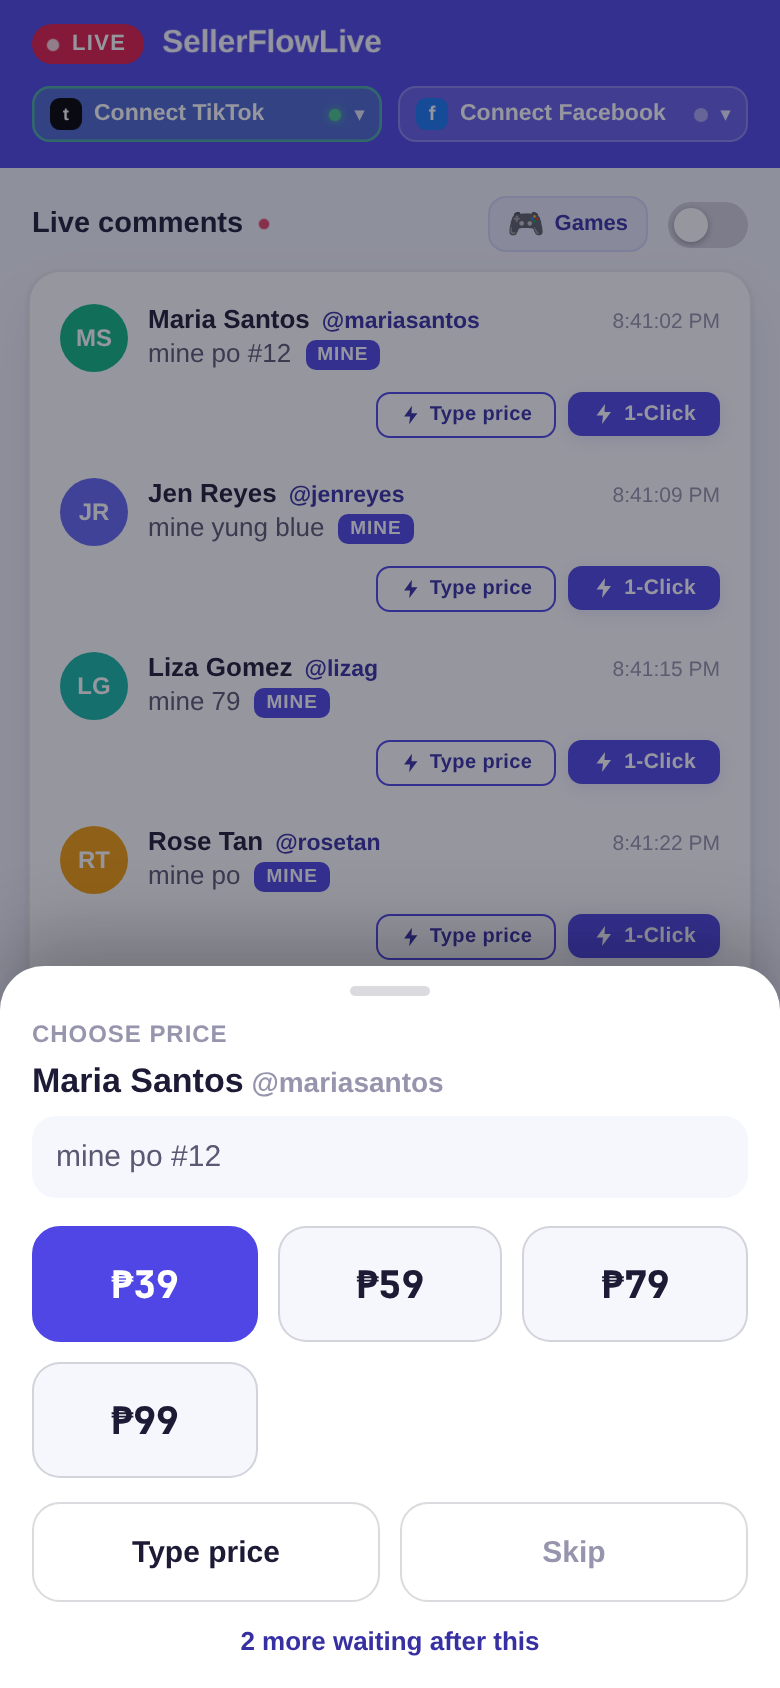 LIVE SellerFlowLive
t Connect TikTok ▼ f Connect Facebook ▼
Live comments 🎮 Games
MS Maria Santos @mariasantos 8:41:02 PM
mine po #12 MINE
Type price 1-Click
JR Jen Reyes @jenreyes 8:41:09 PM
mine yung blue MINE
Type price 1-Click
LG Liza Gomez @lizag 8:41:15 PM
mine 79 MINE
Type price 1-Click
RT Rose Tan @rosetan 8:41:22 PM
mine po MINE
Type price 1-Click
CHOOSE PRICE
Maria Santos @mariasantos
mine po #12
₱39 ₱59 ₱79
₱99
Type price Skip
2 more waiting after this